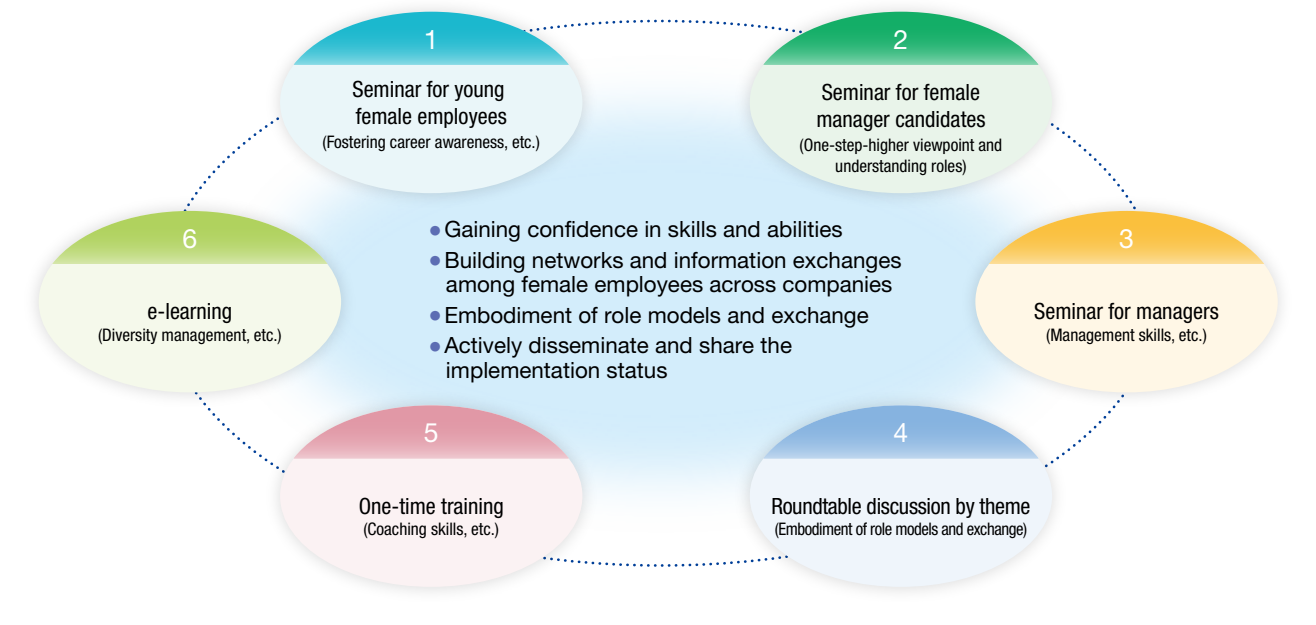 1
Seminar for young
female employees
(Fostering career awareness, etc.)
2
Seminar for female
manager candidates
(One-step-higher viewpoint and
understanding roles)
3
Seminar for managers
(Management skills, etc.)
4
Roundtable discussion by theme
(Embodiment of role models and exchange)
5
One-time training
(Coaching skills, etc.)
6
e-learning
(Diversity management, etc.)
● Gaining confidence in skills and abilities
● Building networks and information exchanges
among female employees across companies
● Embodiment of role models and exchange
● Actively disseminate and share the
implementation status